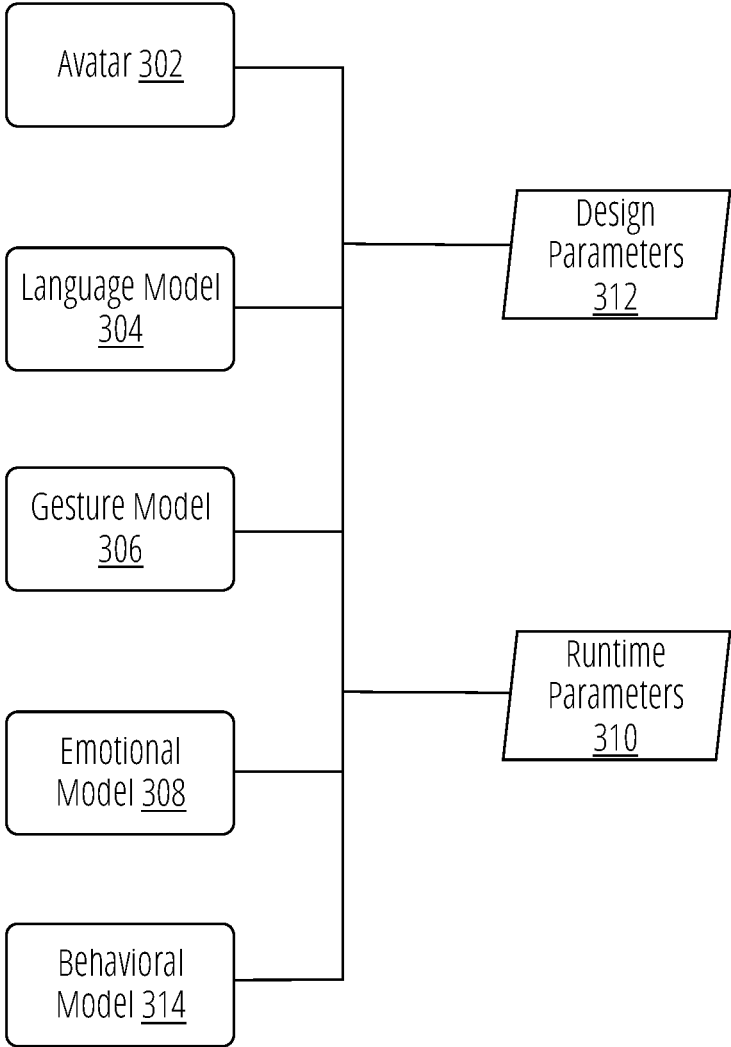 Avatar 302
Design
Parameters
312
Language Model
304
Gesture Model
306
Runtime
Parameters
310
Emotional
Model 308
Behavioral
Model 314